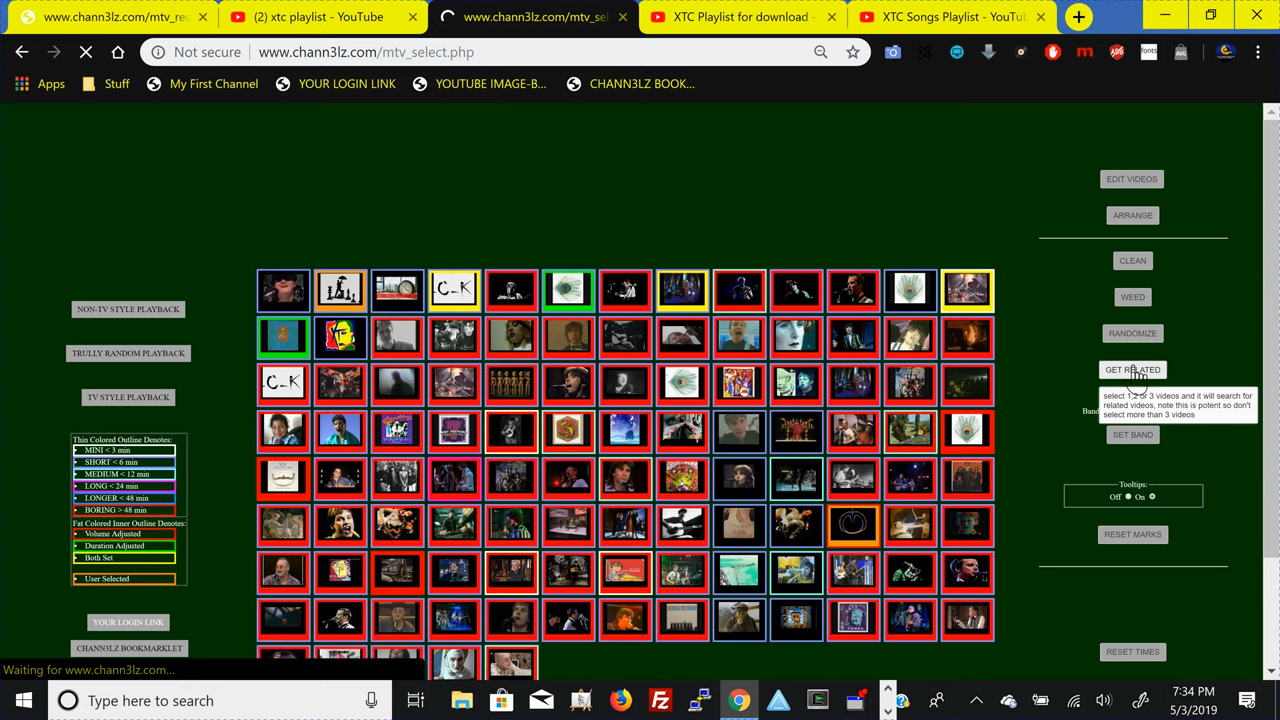 www.chann3lz.com/mtv_rec
(2) xtc playlist - YouTube
www.chann3lz.com/mtv_sel
XTC Playlist for download -
XTC Songs Playlist - YouTub
Not secure
www.chann3lz.com/mtv_select.php
Apps
Stuff
My First Channel
YOUR LOGIN LINK
YOUTUBE IMAGE-B...
CHANN3LZ BOOK...
EDIT VIDEOS
ARRANGE
CLEAN
WEED
RANDOMIZE
GET RELATED
select 1,2 or 3 videos and it will search for
related videos, note this is potent so don't
select more than 3 videos
Band
SET BAND
Tooltips:
Off On
RESET MARKS
RESET TIMES
NON-TV STYLE PLAYBACK
TRULLY RANDOM PLAYBACK
TV STYLE PLAYBACK
Thin Colored Outline Denotes:
MINI < 3 min
SHORT < 6 min
MEDIUM < 12 min
LONG < 24 min
LONGER < 48 min
BORING > 48 min
Fat Colored Inner Outline Denotes:
Volume Adjusted
Duration Adjusted
Both Set
User Selected
YOUR LOGIN LINK
CHANN3LZ BOOKMARKLET
Waiting for www.chann3lz.com...
Type here to search
7:34 PM
5/3/2019